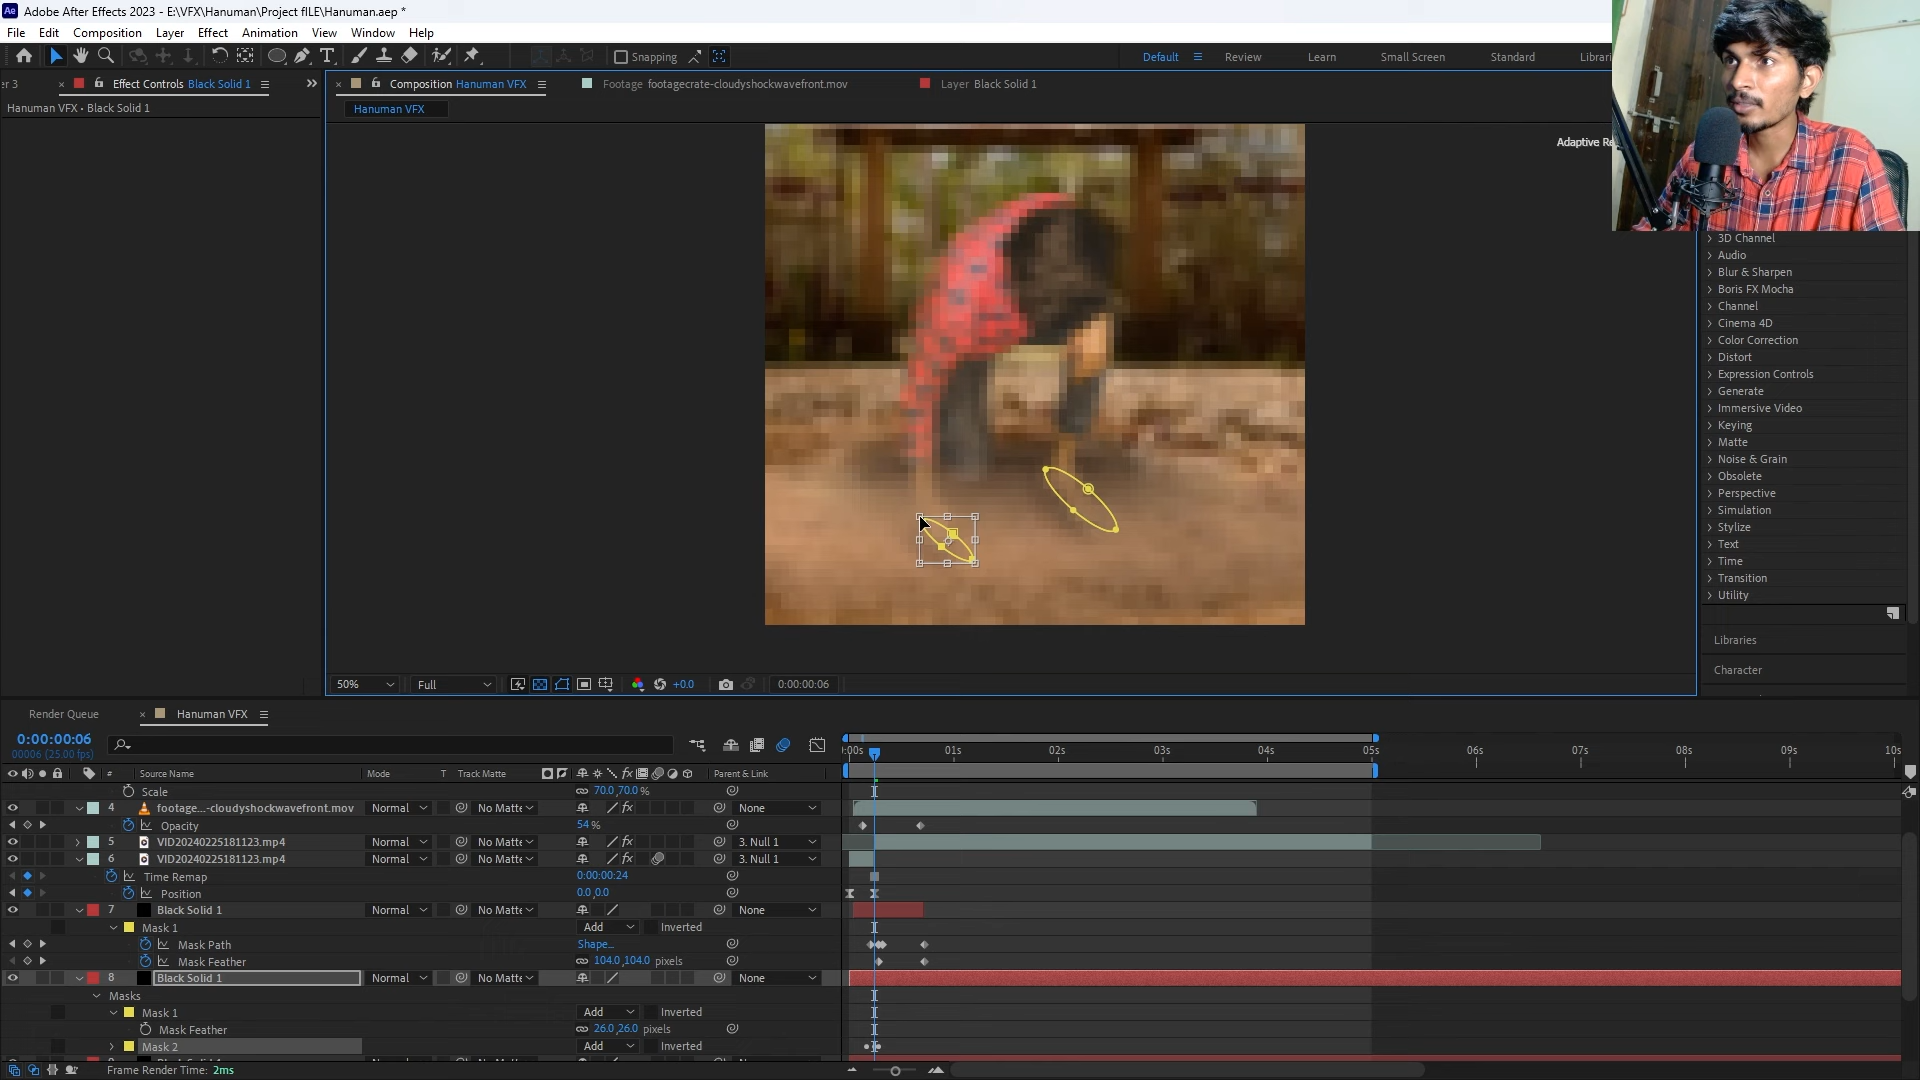 Adobe After Effects 2023 - E:\VFX\Hanuman\Project fILE\Hanuman.aep *
File Edit Composition Layer Effect Animation View Window Help
Snapping
Default Review Learn Small Screen Standard Librari
er 3 × Effect Controls Black Solid 1
Composition Hanuman VFX
Footage footagecrate-cloudyshockwavefront.mov
Layer Black Solid 1
Hanuman VFX • Black Solid 1
Hanuman VFX
Adaptive Re
3D Channel
Audio
Blur & Sharpen
Boris FX Mocha
Channel
Cinema 4D
Color Correction
Distort
Expression Controls
Generate
Immersive Video
Keying
Matte
Noise & Grain
Obsolete
Perspective
Simulation
Stylize
Text
Time
Transition
Utility
Libraries
Character
50% Full +0.0 0:00:00:06
Render Queue × Hanuman VFX
0:00:00:06
00006 (25.00 fps)
:00s 01s 02s 03s 04s 05s 06s 07s 08s 09s 10s
# Source Name Mode T Track Matte Parent & Link
Scale 70.0,70.0 %
4 footage...-cloudyshockwavefront.mov Normal No Matte None
Opacity 54 %
5 VID20240225181123.mp4 Normal No Matte 3. Null 1
6 VID20240225181123.mp4 Normal No Matte 3. Null 1
Time Remap 0:00:00:24
Position 0.0,0.0
7 Black Solid 1 Normal No Matte None
Mask 1 Add Inverted
Mask Path Shape...
Mask Feather 104.0,104.0 pixels
8 Black Solid 1 Normal No Matte None
Masks
Mask 1 Add Inverted
Mask Feather 26.0,26.0 pixels
Mask 2 Add Inverted
Frame Render Time: 2ms